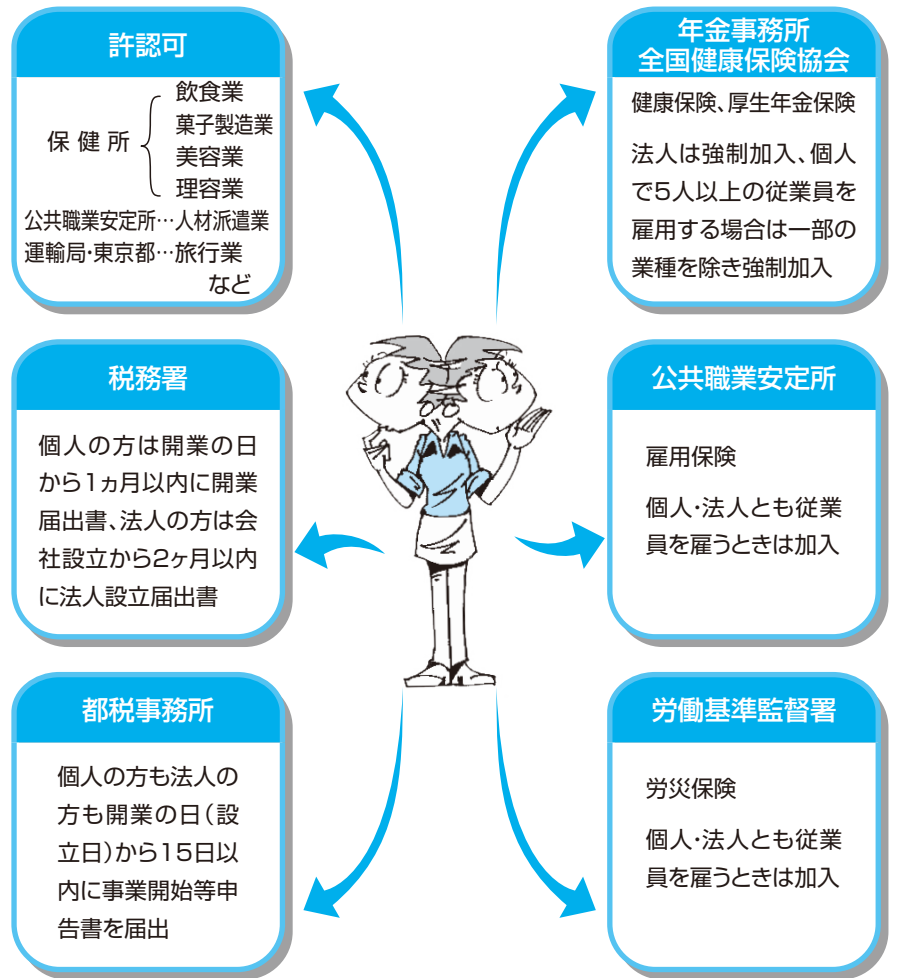 許認可
保健所
飲食業
菓子製造業
美容業
理容業
公共職業安定所…人材派遣業
運輸局・東京都…旅行業
など
年金事務所
全国健康保険協会
健康保険、厚生年金保険
法人は強制加入、個人
で5人以上の従業員を
雇用する場合は一部の
業種を除き強制加入
税務署
個人の方は開業の日
から1ヵ月以内に開業
届出書、法人の方は会
社設立から2ヶ月以内
に法人設立届出書
公共職業安定所
雇用保険
個人・法人とも従業
員を雇うときは加入
都税事務所
個人の方も法人の
方も開業の日(設
立日)から15日以
内に事業開始等申
告書を届出
労働基準監督署
労災保険
個人・法人とも従業
員を雇うときは加入